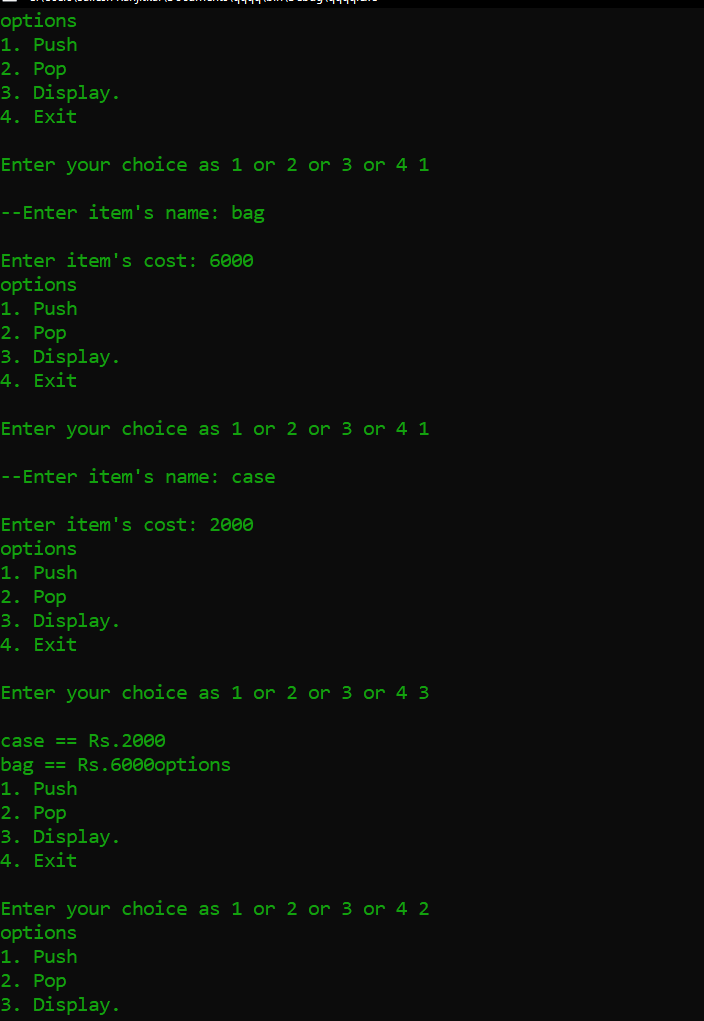 options
1. Push
2. Pop
3. Display.
4. Exit
Enter your choice as 1 or 2 or 3 or 4 1
--Enter item's name: bag
Enter item's cost: 6000
options
1. Push
2. Pop
3. Display.
4. Exit
Enter your choice as 1 or 2 or 3 or 4 1
--Enter item's name: case
Enter item's cost: 2000
options
1. Push
2. Pop
3. Display.
4. Exit
Enter your choice as 1 or 2 or 3 or 4 3
case == Rs.2000
bag == Rs.6000options
1. Push
2. Pop
3. Display.
4. Exit
Enter your choice as 1 or 2 or 3 or 4 2
options
1. Push
2. Pop
3. Display.